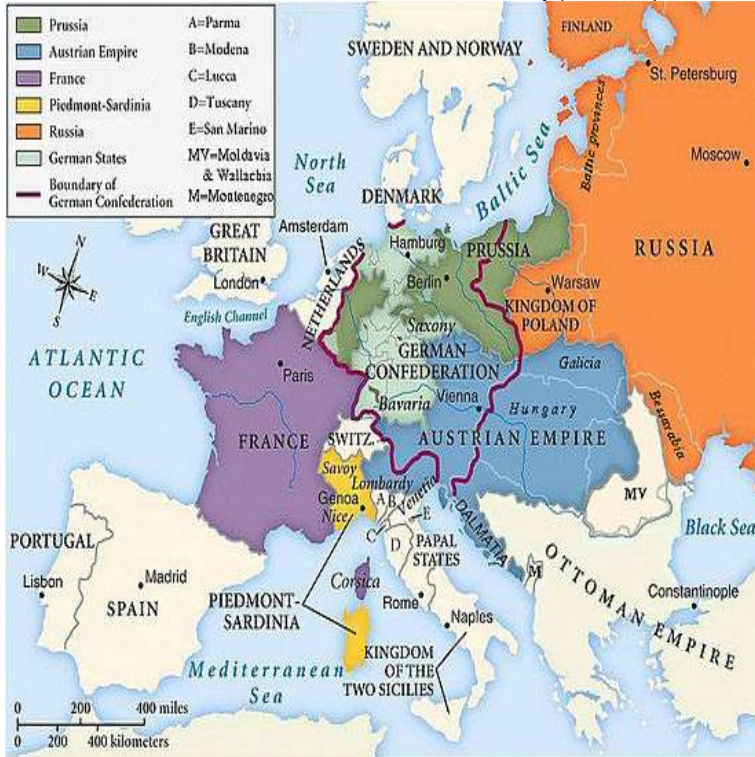 Prussia
Austrian Empire
France
Piedmont-Sardinia
Russia
German States
Boundary of
German Confederation
A=Parma
B=Modena
C=Lucca
D=Tuscany
E=San Marino
MV=Moldavia
& Wallachia
M=Montenegro
SWEDEN AND NORWAY
FINLAND
St. Petersburg
Baltic provinces
Moscow
North
Sea
Baltic Sea
DENMARK
GREAT
BRITAIN
Amsterdam
Hamburg
PRUSSIA
RUSSIA
N
W
E
S
London
NETHERLANDS
Berlin
Warsaw
KINGDOM OF
POLAND
English Channel
Saxony
ATLANTIC
OCEAN
Paris
GERMAN
CONFEDERATION
Galicia
Bavaria
Vienna
Hungary
FRANCE
SWITZ.
AUSTRIAN EMPIRE
Bessarabia
Savoy
Lombardy
Venetia
MV
Genoa
Nice
A
B
C
D
E
DALMATIA
M
Black Sea
PORTUGAL
Lisbon
Madrid
SPAIN
PAPAL
STATES
Corsica
Rome
OTTOMAN EMPIRE
Constantinople
PIEDMONT-
SARDINIA
Naples
KINGDOM
OF THE
TWO SICILIES
Mediterranean
Sea
0 200 400 miles
0 200 400 kilometers